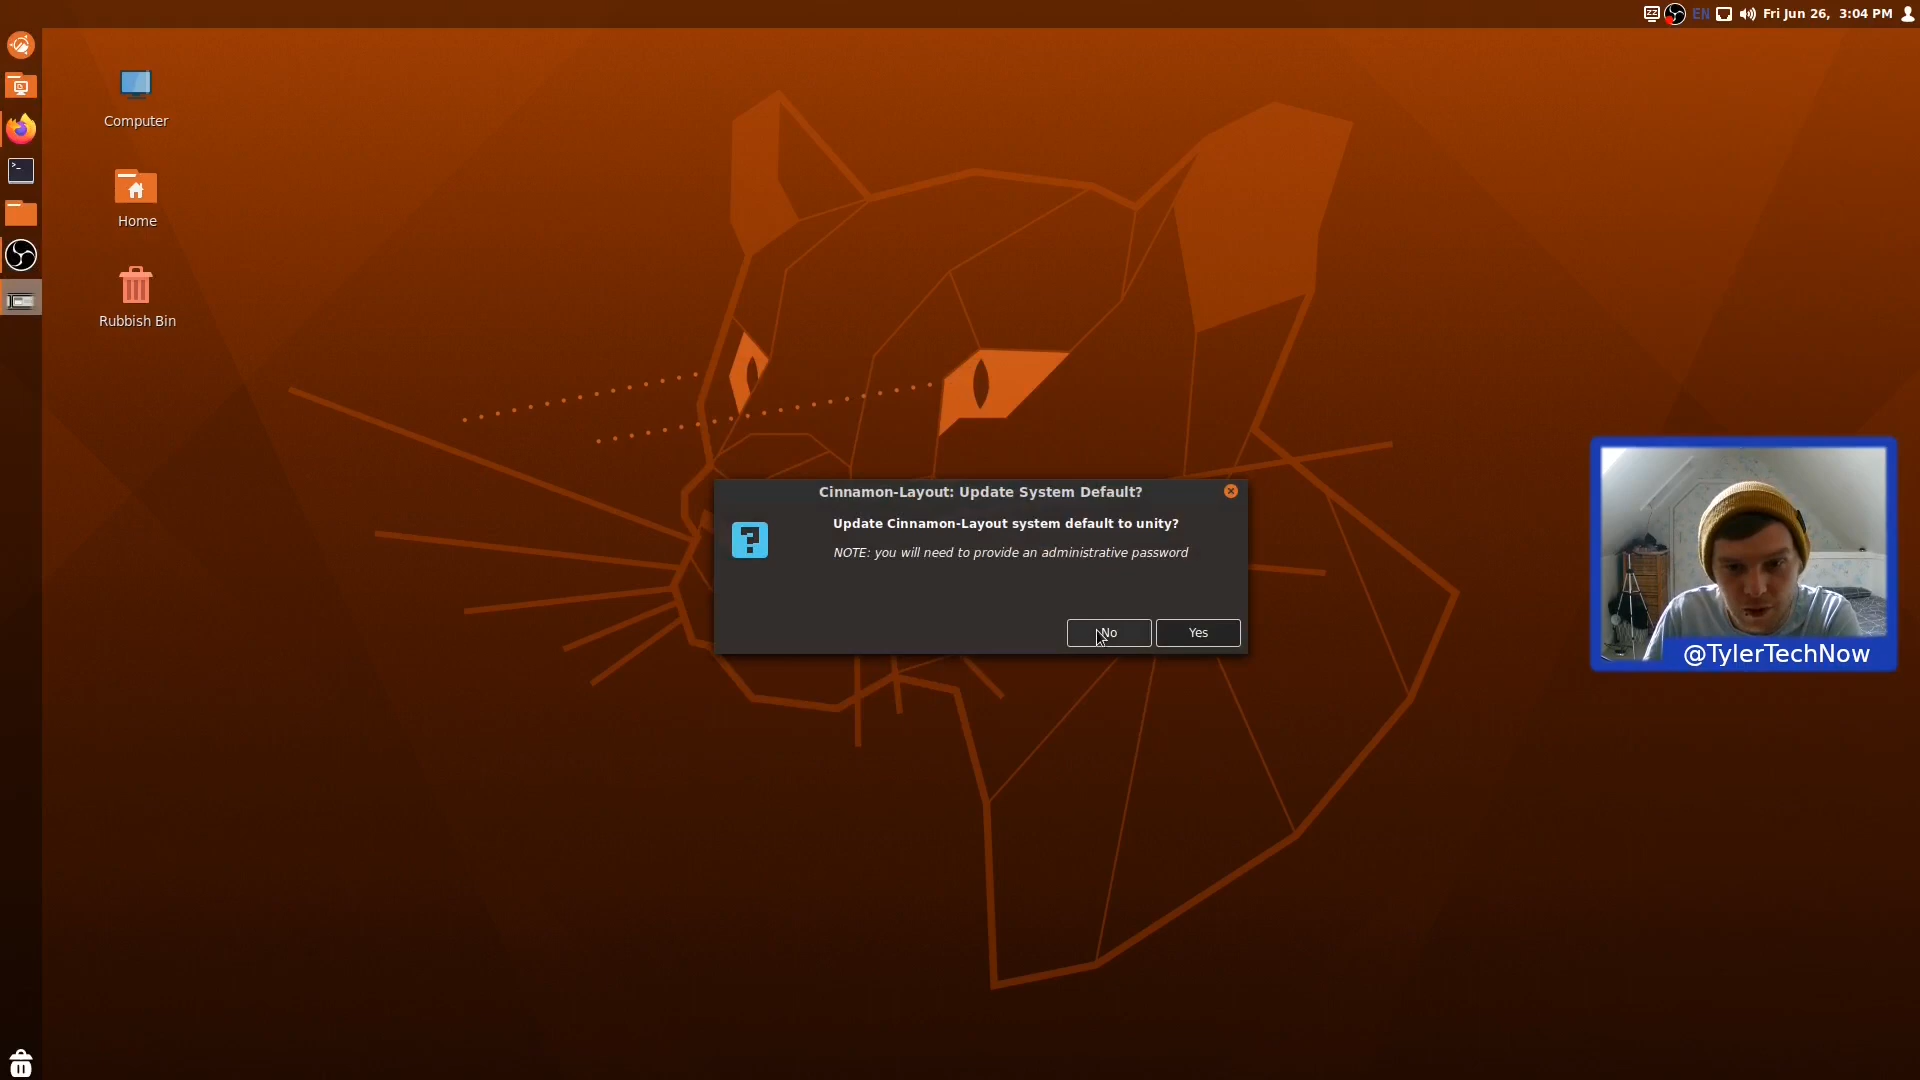 EN Fri Jun 26, 3:04 PM
Computer
Home
Rubbish Bin
Cinnamon-Layout: Update System Default?
Update Cinnamon-Layout system default to unity?
NOTE: you will need to provide an administrative password
No Yes
@TylerTechNow